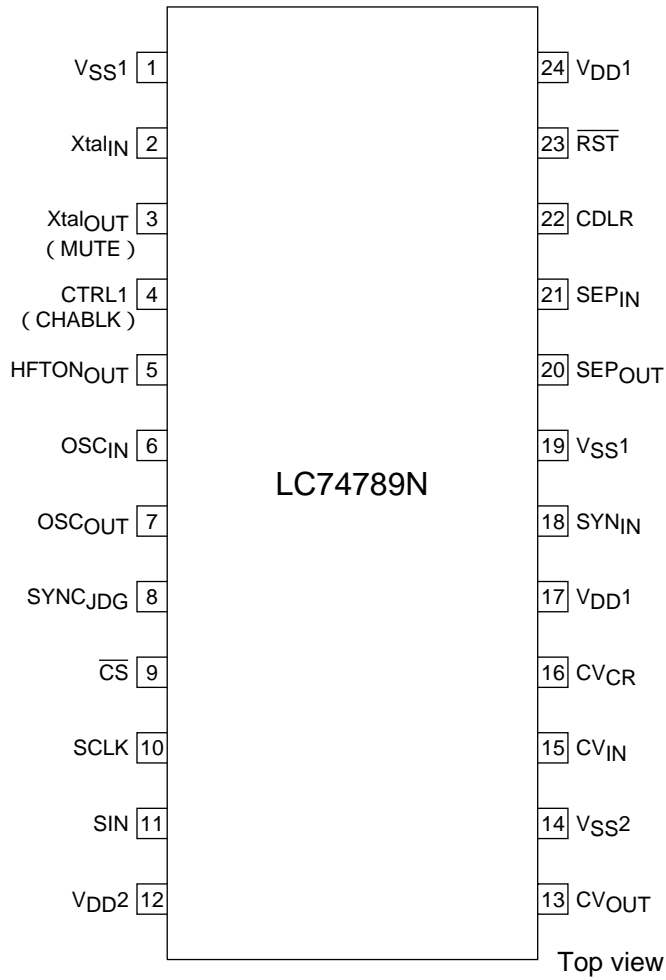 VSS1 1
24 VDD1
XtalIN 2
23 RST
XtalOUT 3
( MUTE )
22 CDLR
CTRL1 4
( CHABLK )
21 SEPIN
HFTONOUT 5
20 SEPOUT
OSCIN 6
19 VSS1
LC74789N
OSCOUT 7
18 SYNIN
SYNCJDG 8
17 VDD1
CS 9
16 CVCR
SCLK 10
15 CVIN
SIN 11
14 VSS2
VDD2 12
13 CVOUT
Top view